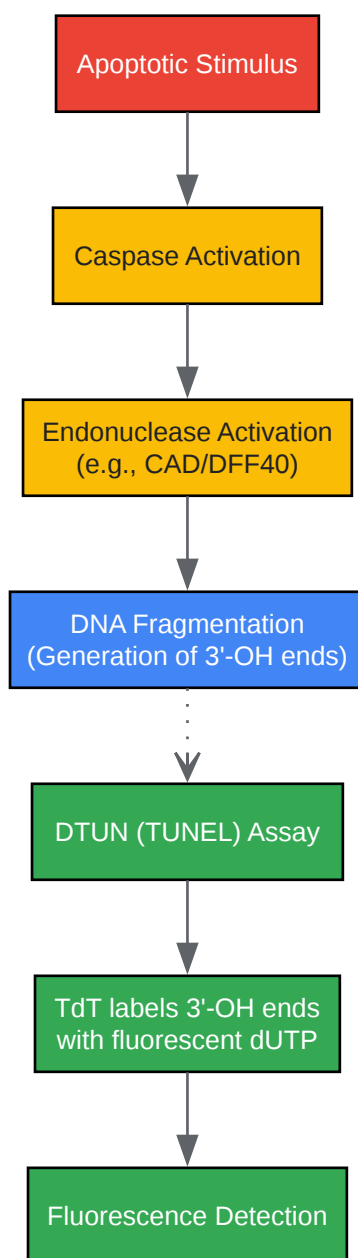 Apoptotic Stimulus
Caspase Activation
Endonuclease Activation
(e.g., CAD/DFF40)
DNA Fragmentation
(Generation of 3'-OH ends)
DTUN (TUNEL) Assay
TdT labels 3'-OH ends
with fluorescent dUTP
Fluorescence Detection